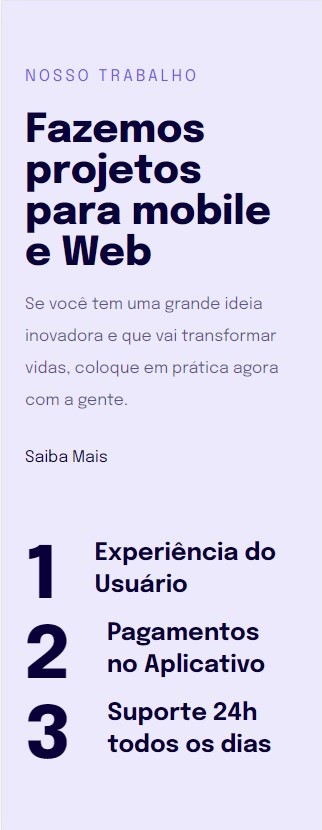 NOSSO TRABALHO
Fazemos
projetos
para mobile
e Web
Se você tem uma grande ideia
inovadora e que vai transformar
vidas, coloque em prática agora
com a gente.
Saiba Mais
1
Experiência do
Usuário
2
Pagamentos
no Aplicativo
3
Suporte 24h
todos os dias